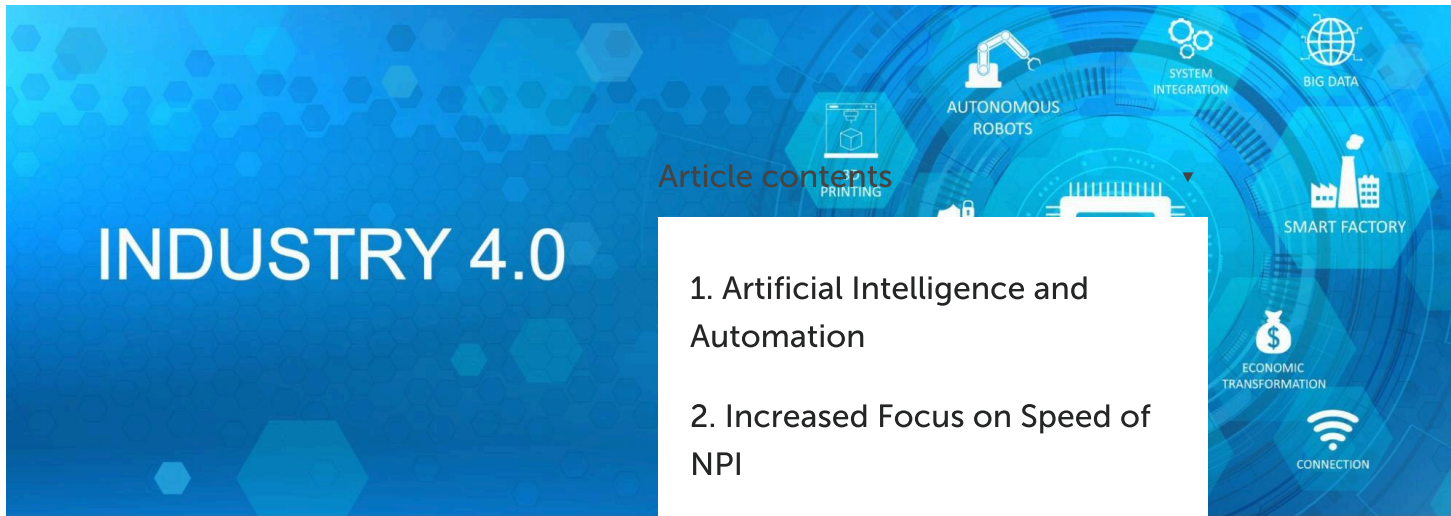 INDUSTRY 4.0
AUTONOMOUS
ROBOTS
SYSTEM
INTEGRATION
BIG DATA
PRINTING
SMART FACTORY
ECONOMIC
TRANSFORMATION
CONNECTION
Article contents
▼
1. Artificial Intelligence and
Automation
2. Increased Focus on Speed of
NPI